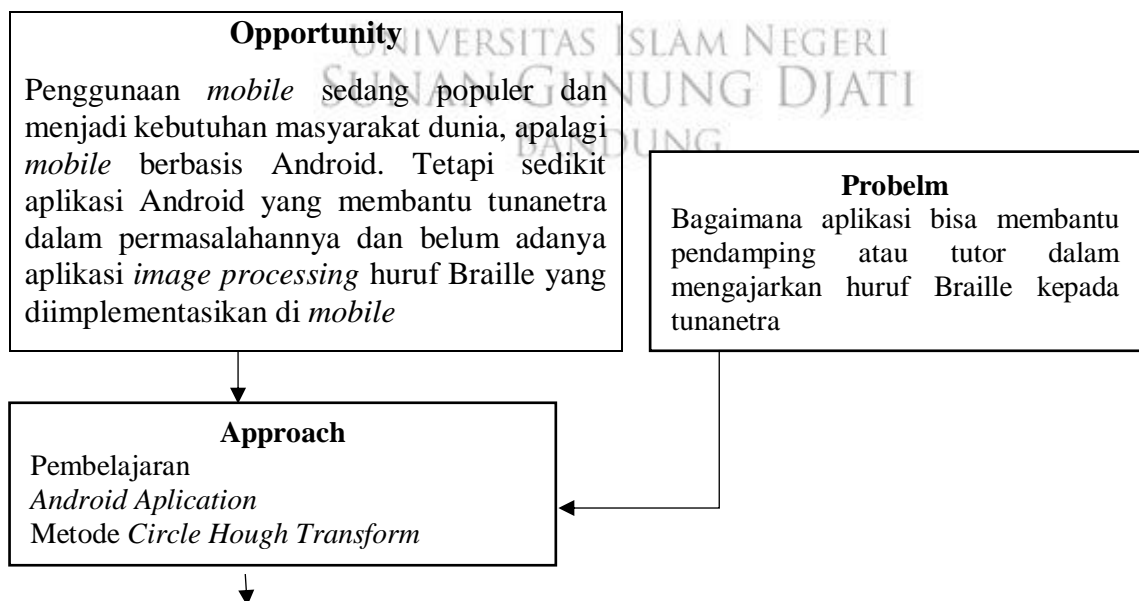 UNIVERSITAS ISLAM NEGERI
SUNAN GUNUNG DJATI
BANDUNG
Opportunity
Penggunaan mobile sedang populer dan
menjadi kebutuhan masyarakat dunia, apalagi
mobile berbasis Android. Tetapi sedikit
aplikasi Android yang membantu tunanetra
dalam permasalahannya dan belum adanya
aplikasi image processing huruf Braille yang
diimplementasikan di mobile
Probelm
Bagaimana aplikasi bisa membantu
pendamping atau tutor dalam
mengajarkan huruf Braille kepada
tunanetra
Approach
Pembelajaran
Android Aplication
Metode Circle Hough Transform